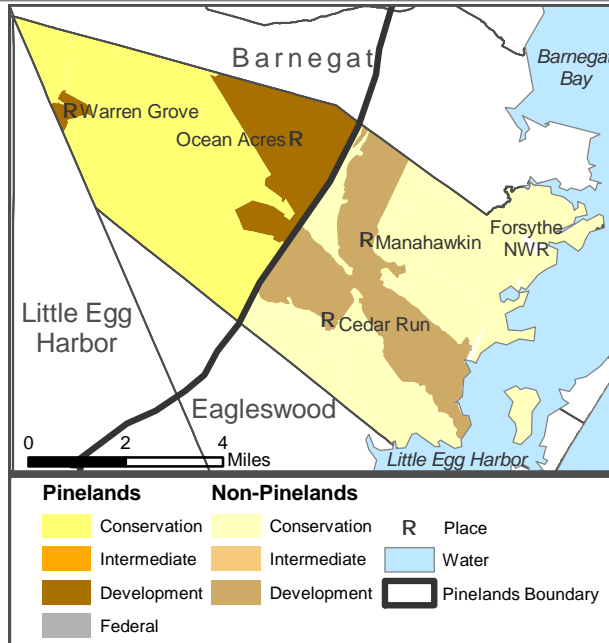 Barnegat
Barnegat
Bay
R Warren Grove
Ocean Acres R
Forsythe
NWR
R Manahawkin
Little Egg
Harbor
R Cedar Run
Eagleswood
0 2 4
Miles
Little Egg Harbor
Pinelands Non-Pinelands
Conservation Conservation R Place
Intermediate Intermediate Water
Development Development Pinelands Boundary
Federal